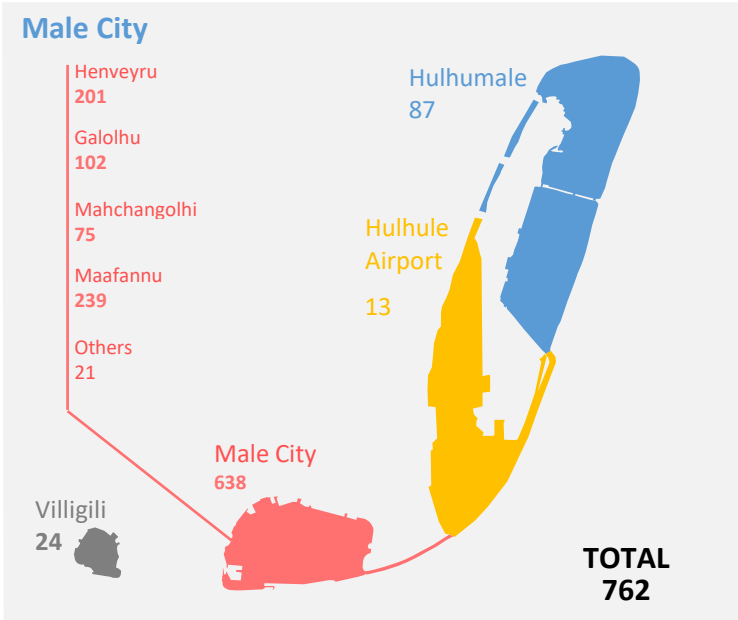 Male City
Henveyru
201
Galolhu
102
Mahchangolhi
75
Maafannu
239
Others
21
Hulhumale
87
Hulhule
Airport
13
Male City
638
Villigili
24
TOTAL
762